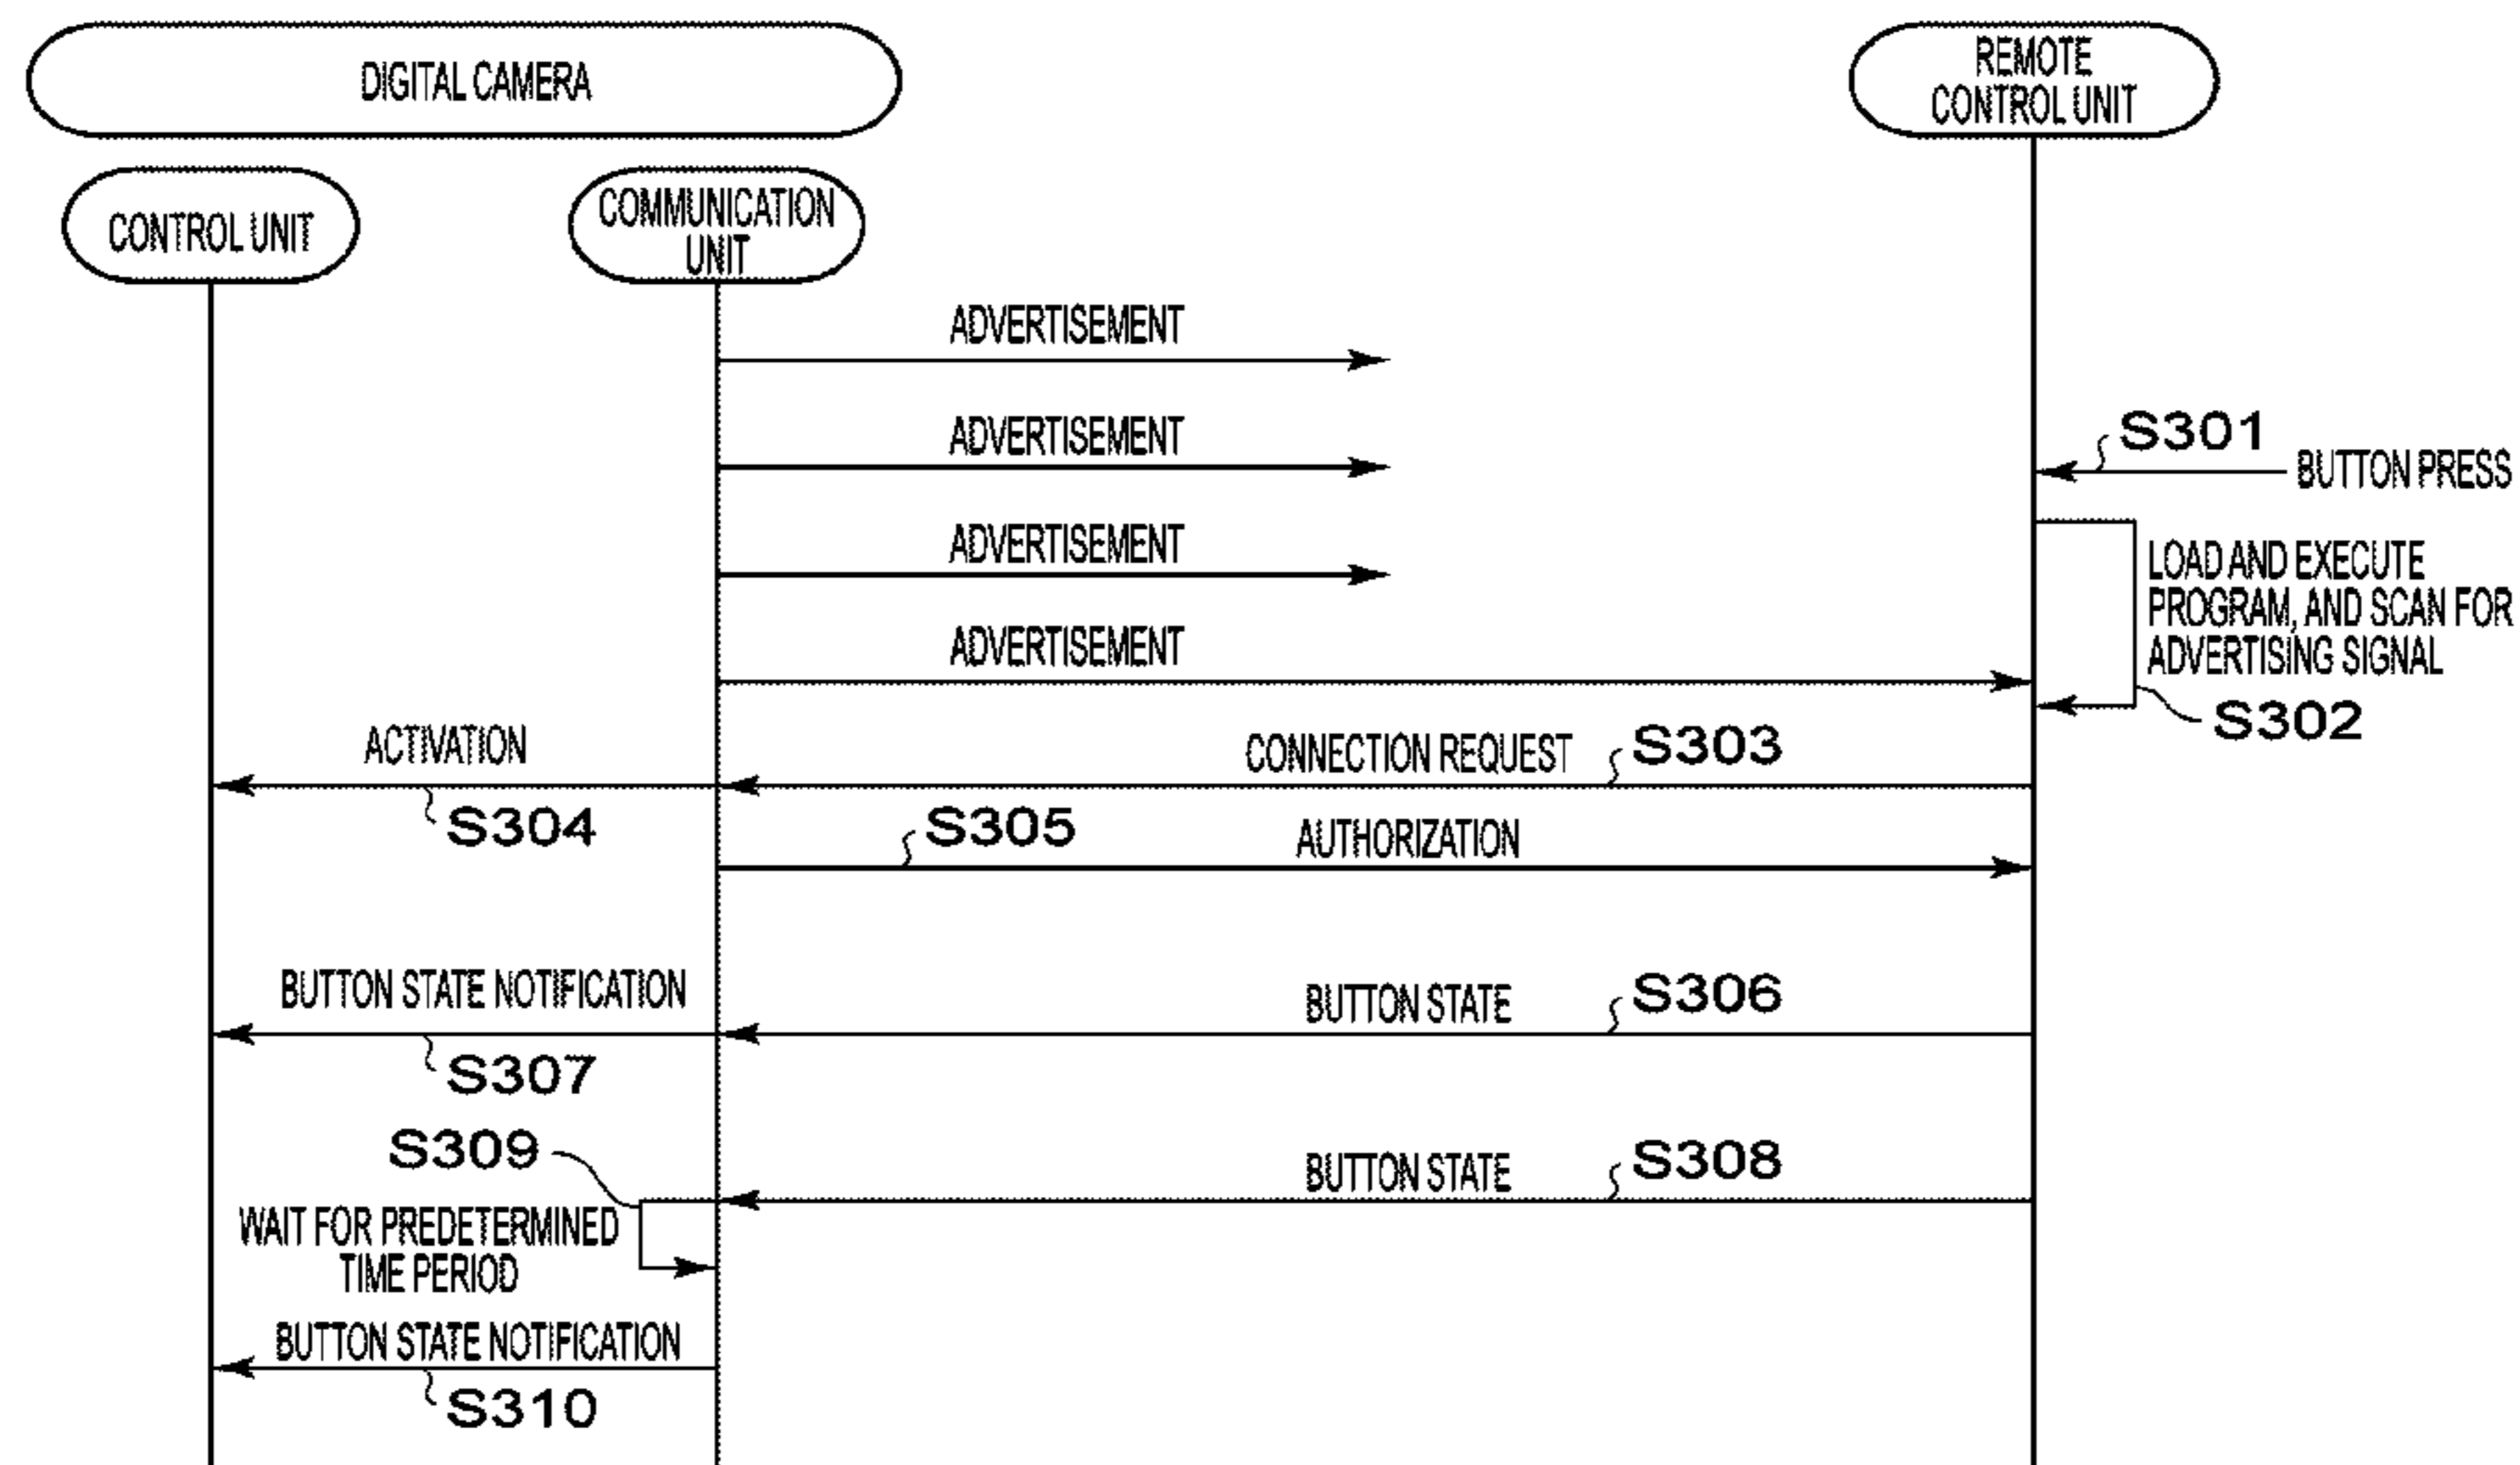 DIGITAL CAMERA
REMOTE
CONTROL UNIT
CONTROL UNIT
COMMUNICATION
UNIT
ADVERTISEMENT
ADVERTISEMENT
S301
BUTTON PRESS
ADVERTISEMENT
LOAD AND EXECUTE
PROGRAM, AND SCAN FOR
ADVERTISING SIGNAL
ADVERTISEMENT
S302
ACTIVATION
CONNECTION REQUEST
S303
S304
S305
AUTHORIZATION
BUTTON STATE NOTIFICATION
BUTTON STATE
S306
S307
S309
BUTTON STATE
S308
WAIT FOR PREDETERMINED
TIME PERIOD
BUTTON STATE NOTIFICATION
S310